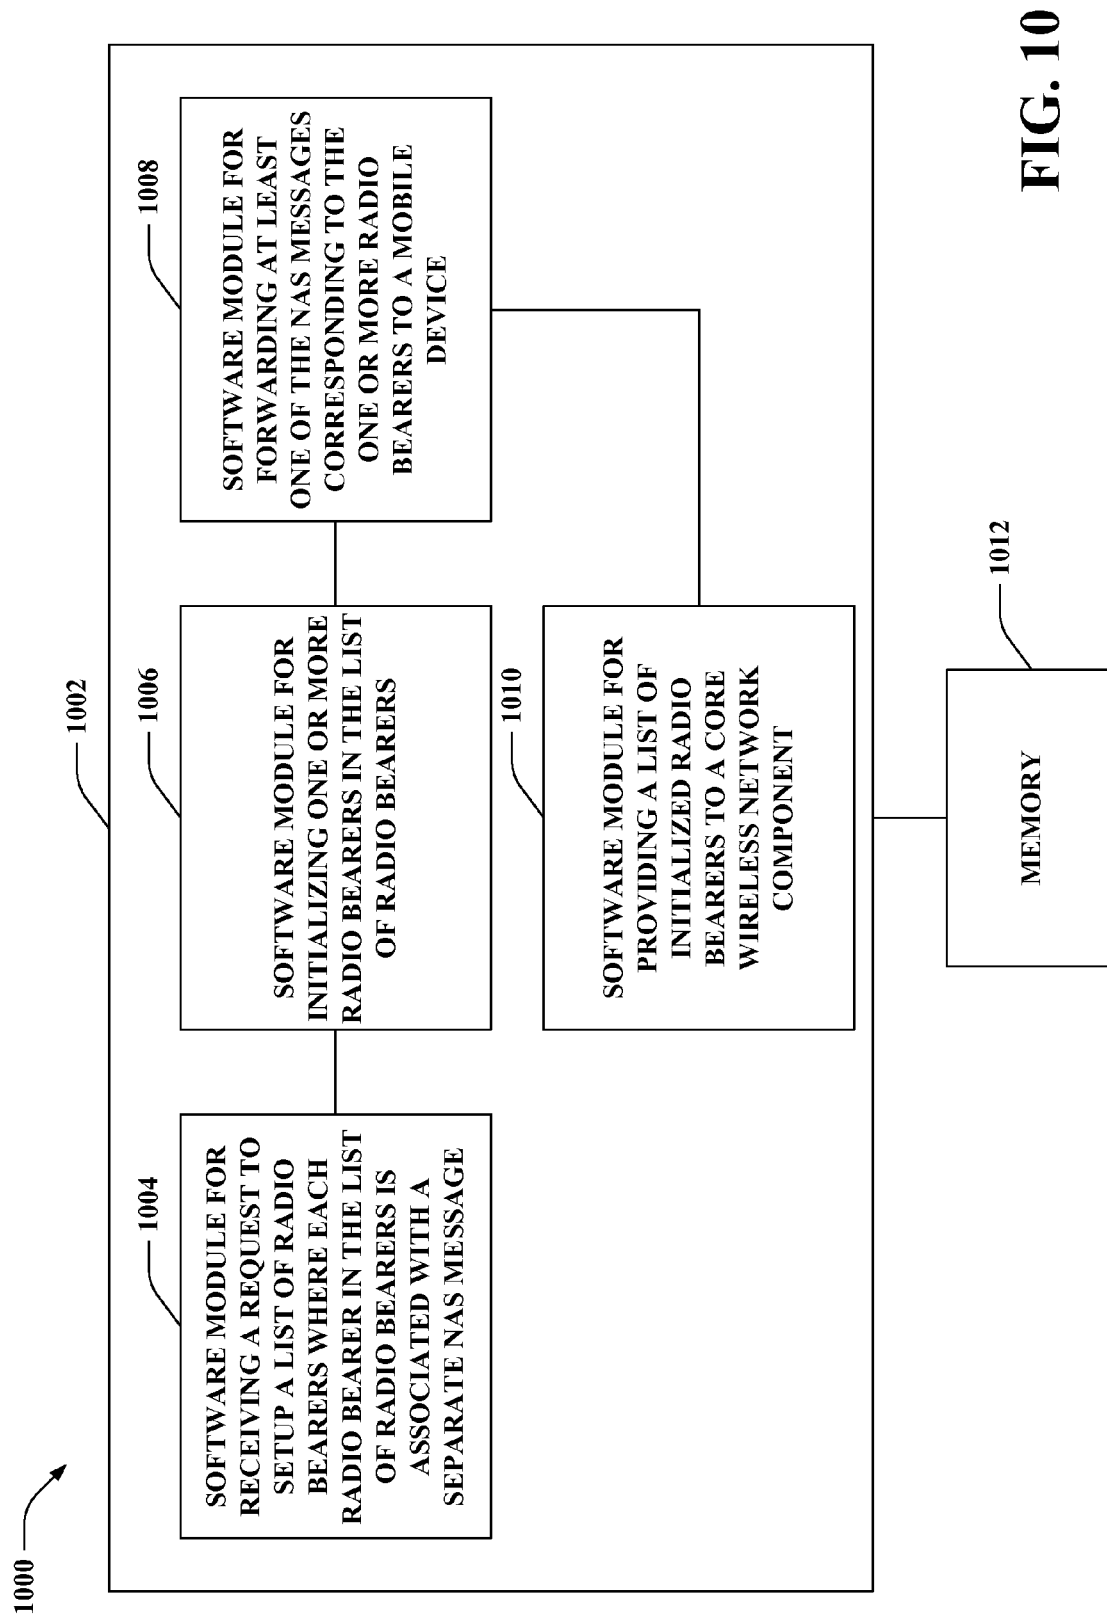 1000
1002
1004
SOFTWARE MODULE FOR
RECEIVING A REQUEST TO
SETUP A LIST OF RADIO
BEARERS WHERE EACH
RADIO BEARER IN THE LIST
OF RADIO BEARERS IS
ASSOCIATED WITH A
SEPARATE NAS MESSAGE
1006
SOFTWARE MODULE FOR
INITIALIZING ONE OR MORE
RADIO BEARERS IN THE LIST
OF RADIO BEARERS
1008
SOFTWARE MODULE FOR
FORWARDING AT LEAST
ONE OF THE NAS MESSAGES
CORRESPONDING TO THE
ONE OR MORE RADIO
BEARERS TO A MOBILE
DEVICE
1010
SOFTWARE MODULE FOR
PROVIDING A LIST OF
INITIALIZED RADIO
BEARERS TO A CORE
WIRELESS NETWORK
COMPONENT
1012
MEMORY
FIG. 10